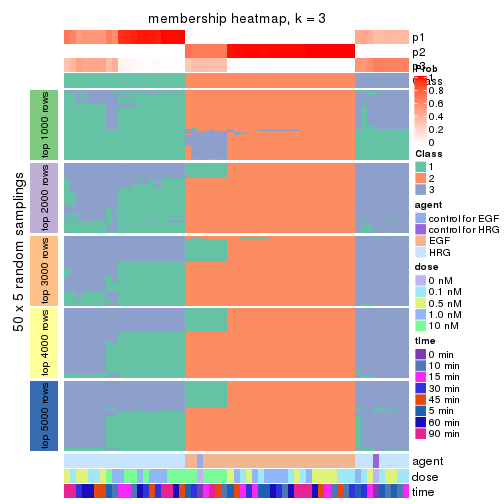 membership heatmap, k = 3
p1
p2
p3
Class
50 x 5 random samplings
top 1000 rows
top 2000 rows
top 3000 rows
top 4000 rows
top 5000 rows
agent
dose
time
Prob
1
0.8
0.6
0.4
0.2
0
Class
1
2
3
agent
control for EGF
control for HRG
EGF
HRG
dose
0 nM
0.1 nM
0.5 nM
1.0 nM
10 nM
time
0 min
10 min
15 min
30 min
45 min
5 min
60 min
90 min